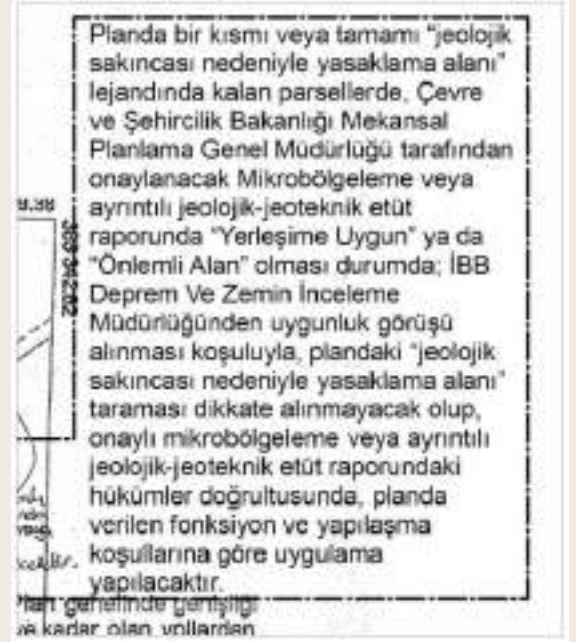 Planda bir kısmı veya tamamı "jeolojik
sakıncası nedeniyle yasaklama alanı"
lejandında kalan parsellerde, Çevre
ve Şehircilik Bakanlığı Mekansal
Planlama Genel Müdürlüğü tarafından
onaylanacak Mikrobölgeleme veya
ayrıntılı jeolojik-jeoteknik etüt
raporunda "Yerleşime Uygun" ya da
"Önlemli Alan" olması durumda; İBB
Deprem Ve Zemin İnceleme
Müdürlüğünden uygunluk görüşü
alınması koşuluyla, plandaki "jeolojik
sakıncası nedeniyle yasaklama alanı"
taraması dikkate alınmayacak olup,
onaylı mikrobölgeleme veya ayrıntılı
jeolojik-jeoteknik etüt raporundaki
hükümler doğrultusunda, planda
verilen fonksiyon ve yapılaşma
koşullarına göre uygulama
yapılacaktır.
Plan genelinde genişliği
kadar olan yollardan